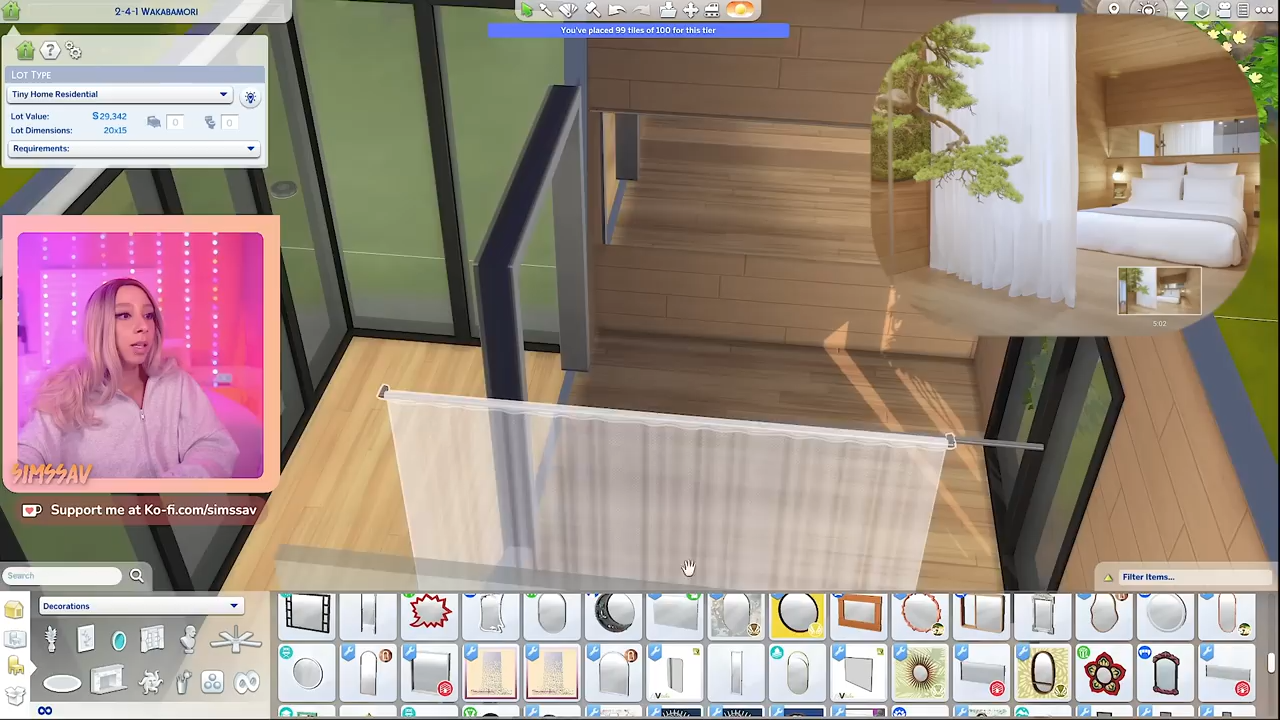 2-4-1 Wakabamori
You've placed 99 tiles of 100 for this tier
Lot Type
Tiny Home Residential
Lot Value: §29,342
0
0
Lot Dimensions: 20x15
Requirements:
5:02
SIMSSAV
Support me at Ko-fi.com/simssav
Search
Filter Items...
Decorations